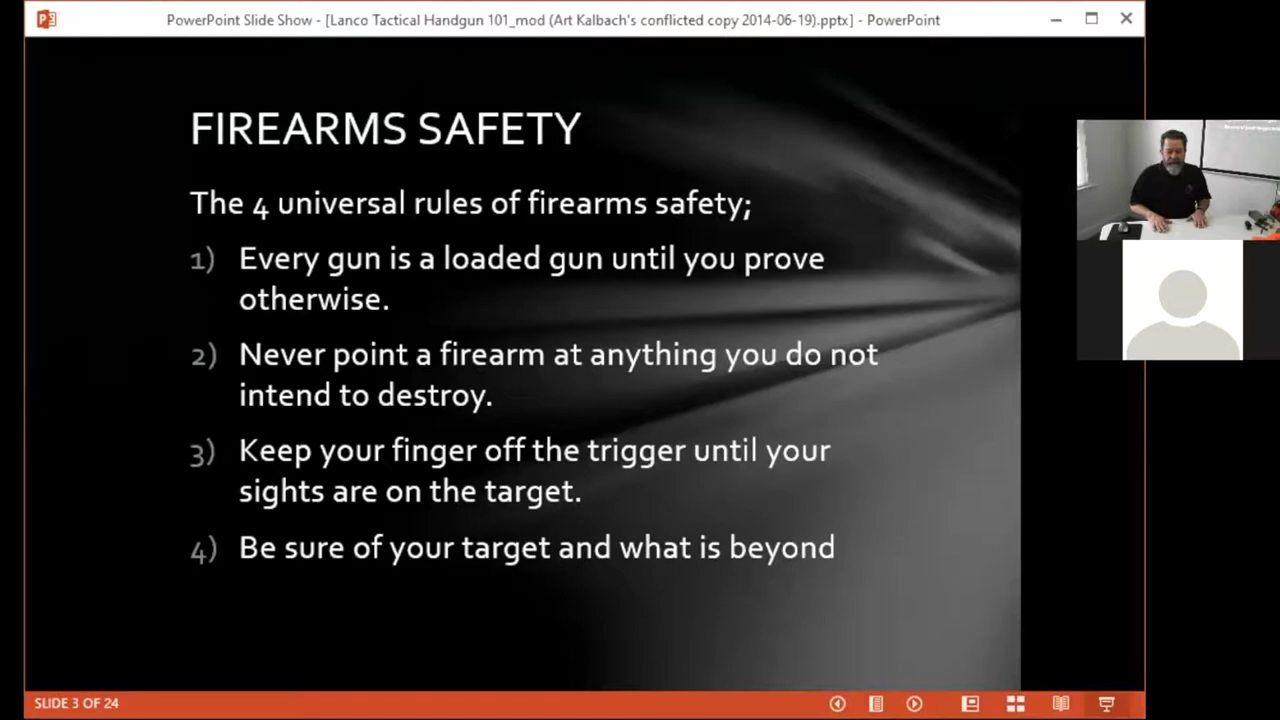 PowerPoint Slide Show - [Lanco Tactical Handgun 101_mod (Art Kalbach's conflicted copy 2014-06-19).pptx] - PowerPoint
FIREARMS SAFETY
The 4 universal rules of firearms safety;
1) Every gun is a loaded gun until you prove
otherwise.
2) Never point a firearm at anything you do not
intend to destroy.
3) Keep your finger off the trigger until your
sights are on the target.
4) Be sure of your target and what is beyond
SLIDE 3 OF 24